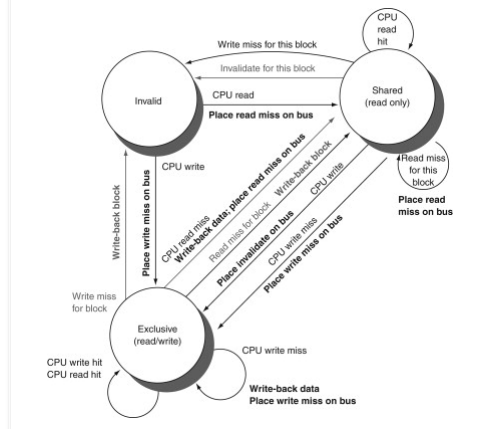 CPU
read
hit
Write miss for this block
Invalidate for this block
Invalid
CPU read
Place read miss on bus
Shared
(read only)
CPU write
Place write miss on bus
Write-back block
CPU read miss
Write-back data; place read miss on bus
Read miss for block
Write-back block
CPU write
Place invalidate on bus
CPU write miss
Place write miss on bus
Read miss
for this
block
Place read
miss on bus
Write miss
for block
Exclusive
(read/write)
CPU write hit
CPU read hit
CPU write miss
Write-back data
Place write miss on bus